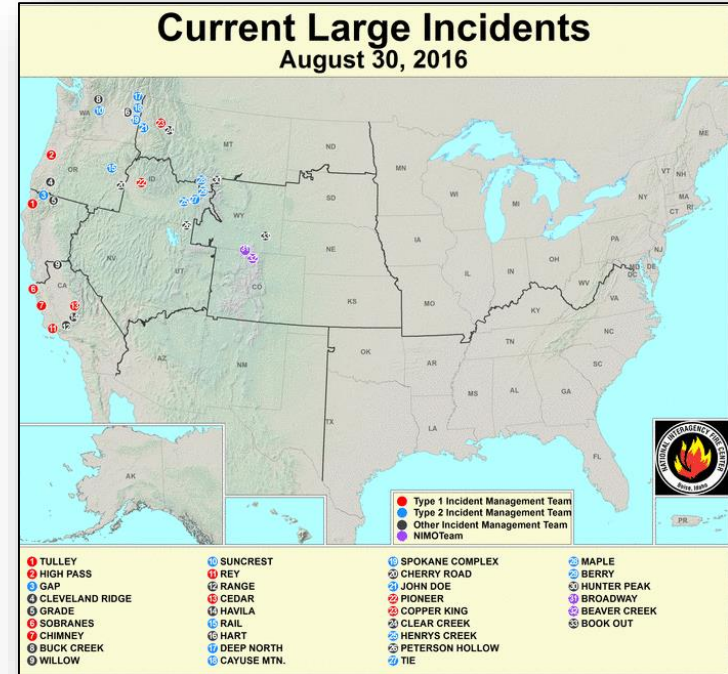 Current Large Incidents
August 30, 2016
WA
MT
ND
MN
ME
OR
ID
WY
SD
WI
MI
VT
NH
NY
MA
CT
RI
NV
UT
CO
NE
IA
IL
IN
OH
PA
NJ
MD
DE
DC
WV
VA
CA
KS
MO
KY
AZ
NM
OK
AR
TN
NC
SC
TX
LA
MS
AL
GA
FL
AK
HI
PR
NATIONAL INTERAGENCY FIRE CENTER
Boise, Idaho
Type 1 Incident Management Team
Type 2 Incident Management Team
Other Incident Management Team
NIMOTeam
1 TULLEY
2 HIGH PASS
3 GAP
4 CLEVELAND RIDGE
5 GRADE
6 SOBRANES
7 CHIMNEY
8 BUCK CREEK
9 WILLOW
10 SUNCREST
11 REY
12 RANGE
13 CEDAR
14 HAVILA
15 RAIL
16 HART
17 DEEP NORTH
18 CAYUSE MTN.
19 SPOKANE COMPLEX
20 CHERRY ROAD
21 JOHN DOE
22 PIONEER
23 COPPER KING
24 CLEAR CREEK
25 HENRYS CREEK
26 PETERSON HOLLOW
27 TIE
28 MAPLE
29 BERRY
30 HUNTER PEAK
31 BROADWAY
32 BEAVER CREEK
33 BOOK OUT